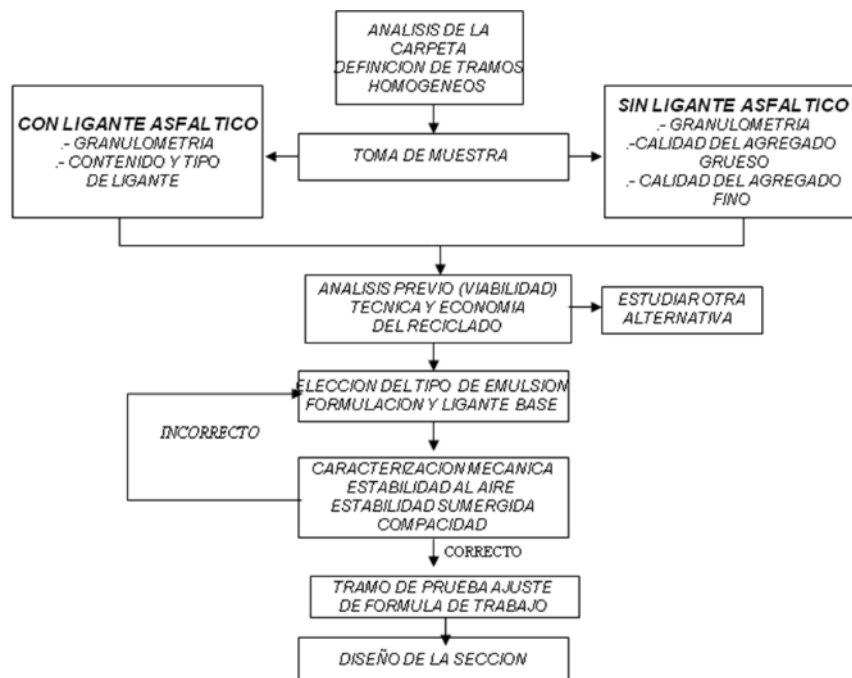 ANALISIS DE LA
CARPETA
DEFINICION DE TRAMOS
HOMOGENEOS
CON LIGANTE ASFALTICO
.- GRANULOMETRIA
.- CONTENIDO Y TIPO
DE LIGANTE
TOMA DE MUESTRA
SIN LIGANTE ASFALTICO
.- GRANULOMETRIA
.-CALIDAD DEL AGREGADO
GRUESO
.- CALIDAD DEL AGREGADO
FINO
ANALISIS PREVIO (VIABILIDAD)
TECNICA Y ECONOMIA
DEL RECICLADO
ESTUDIAR OTRA
ALTERNATIVA
ELECCION DEL TIPO DE EMULSION
FORMULACION Y LIGANTE BASE
INCORRECTO
CARACTERIZACION MECANICA
ESTABILIDAD AL AIRE
ESTABILIDAD SUMERGIDA
COMPACIDAD
CORRECTO
TRAMO DE PRUEBA AJUSTE
DE FORMULA DE TRABAJO
DISEÑO DE LA SECCION